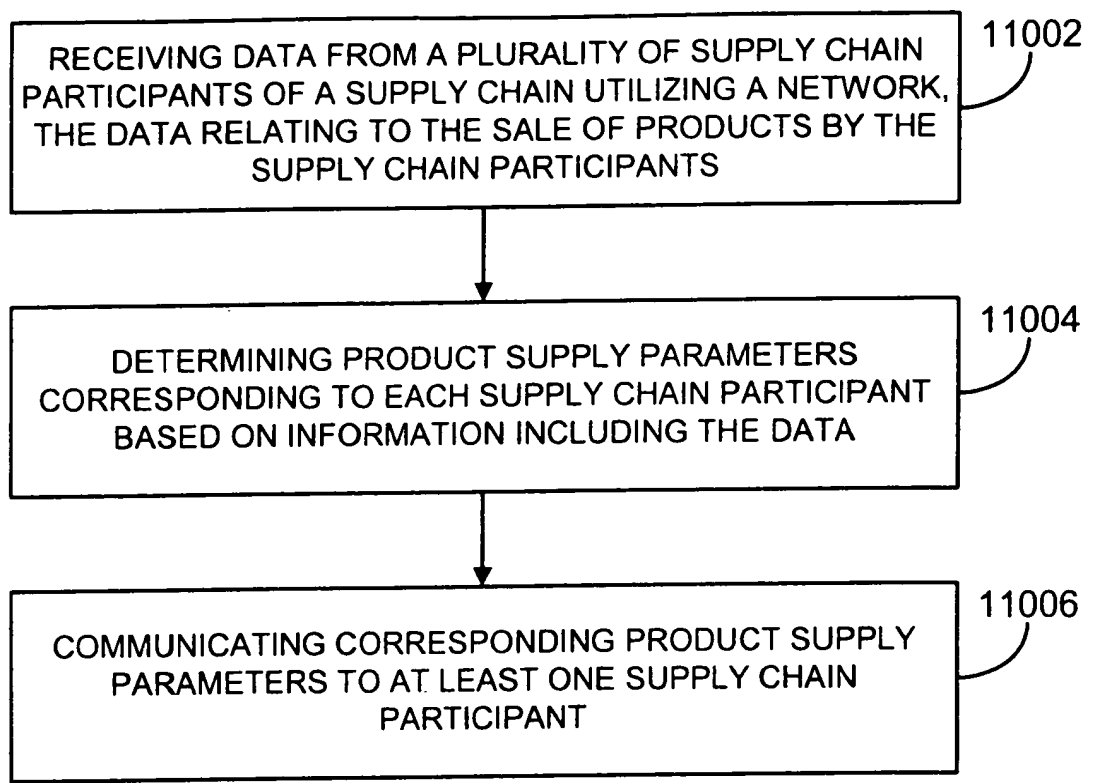 RECEIVING DATA FROM A PLURALITY OF SUPPLY CHAIN
PARTICIPANTS OF A SUPPLY CHAIN UTILIZING A NETWORK,
THE DATA RELATING TO THE SALE OF PRODUCTS BY THE
SUPPLY CHAIN PARTICIPANTS
11002
DETERMINING PRODUCT SUPPLY PARAMETERS
CORRESPONDING TO EACH SUPPLY CHAIN PARTICIPANT
BASED ON INFORMATION INCLUDING THE DATA
11004
COMMUNICATING CORRESPONDING PRODUCT SUPPLY
PARAMETERS TO AT LEAST ONE SUPPLY CHAIN
PARTICIPANT
11006